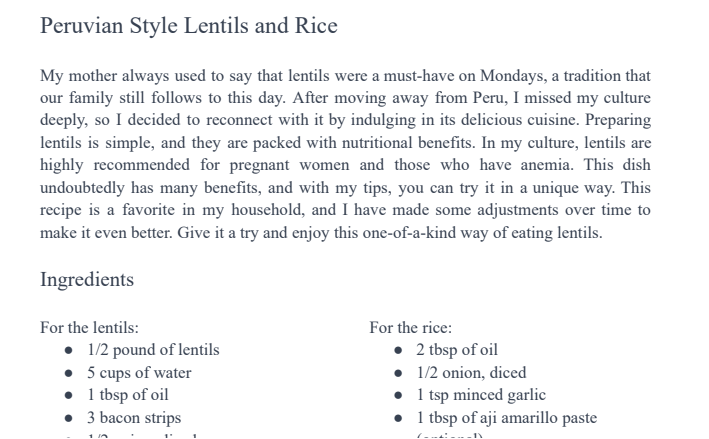 Peruvian Style Lentils and Rice
My mother always used to say that lentils were a must-have on Mondays, a tradition that
our family still follows to this day. After moving away from Peru, I missed my culture
deeply, so I decided to reconnect with it by indulging in its delicious cuisine. Preparing
lentils is simple, and they are packed with nutritional benefits. In my culture, lentils are
highly recommended for pregnant women and those who have anemia. This dish
undoubtedly has many benefits, and with my tips, you can try it in a unique way. This
recipe is a favorite in my household, and I have made some adjustments over time to
make it even better. Give it a try and enjoy this one-of-a-kind way of eating lentils.
Ingredients
For the lentils:
● 1/2 pound of lentils
● 5 cups of water
● 1 tbsp of oil
● 3 bacon strips
For the rice:
● 2 tbsp of oil
● 1/2 onion, diced
● 1 tsp minced garlic
● 1 tbsp of aji amarillo paste
(optional)